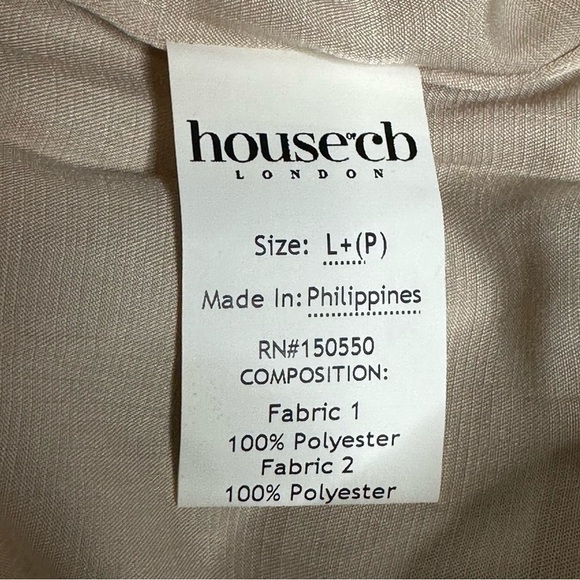 house of cb
LONDON
Size: L+(P)
Made In: Philippines
RN#150550
COMPOSITION:
Fabric 1
100% Polyester
Fabric 2
100% Polyester